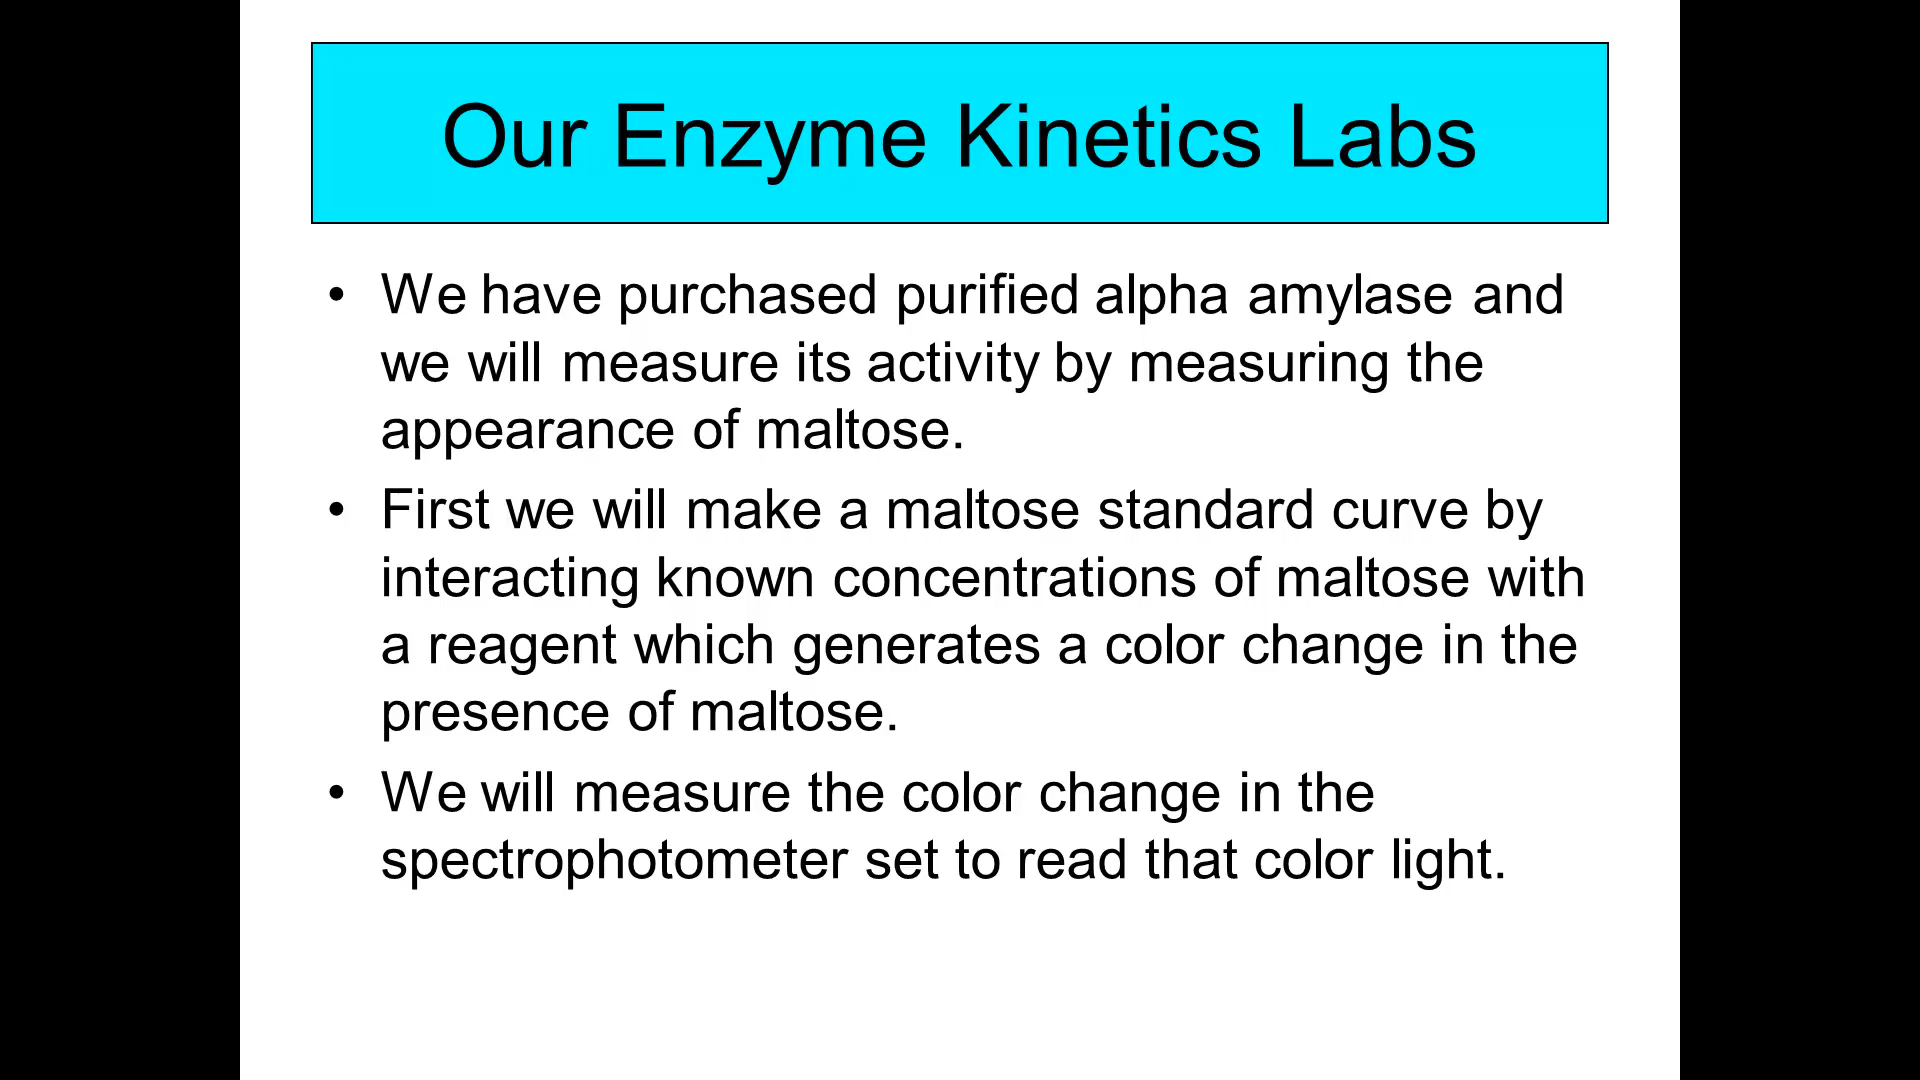 Our Enzyme Kinetics Labs
• We have purchased purified alpha amylase and
we will measure its activity by measuring the
appearance of maltose.
• First we will make a maltose standard curve by
interacting known concentrations of maltose with
a reagent which generates a color change in the
presence of maltose.
• We will measure the color change in the
spectrophotometer set to read that color light.